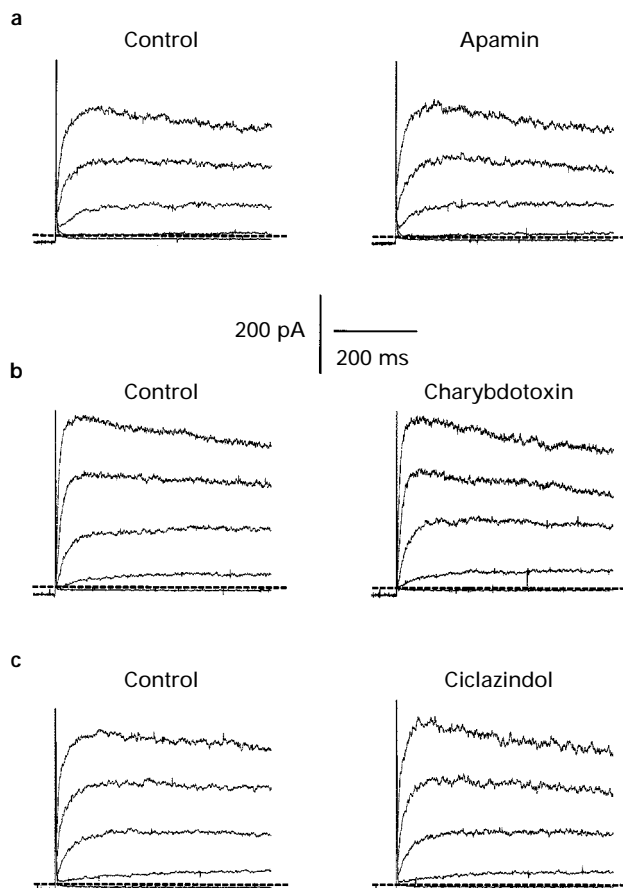 a
Control Apamin
200 pA
200 ms
b
Control Charybdotoxin
c
Control Ciclazindol